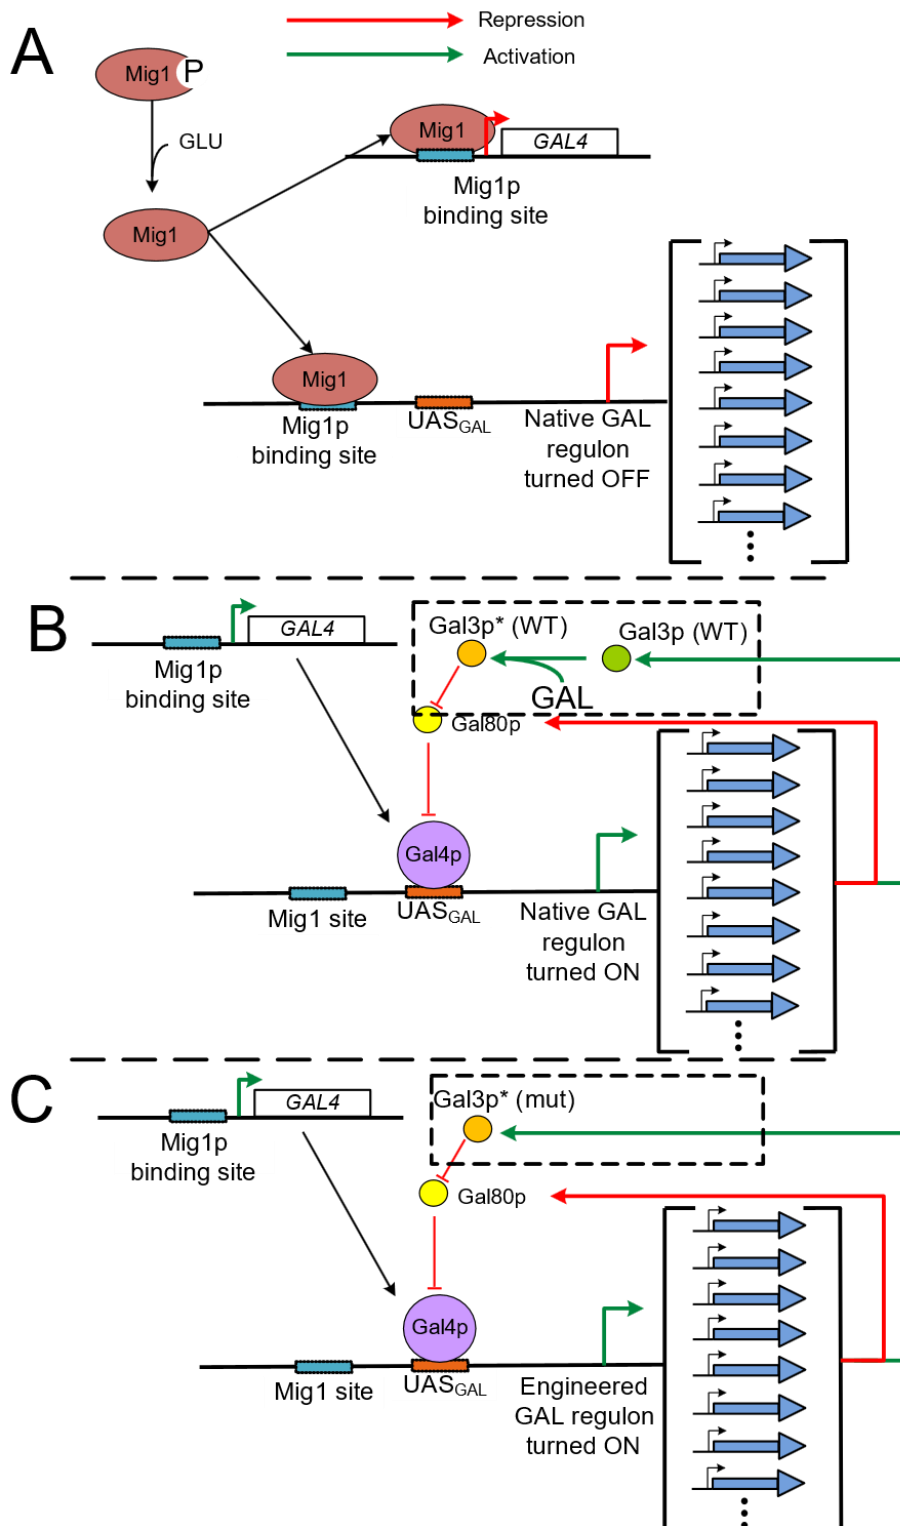 A
Repression
Activation
Mig1 P
GLU
Mig1
Mig1
GAL4
Mig1p
binding site
Mig1
Mig1p
binding site
UASGAL
Native GAL
regulon
turned OFF
B
GAL4
Mig1p
binding site
Gal3p* (WT)
Gal3p (WT)
GAL
Gal80p
Gal4p
Mig1 site
UASGAL
Native GAL
regulon
turned ON
C
GAL4
Mig1p
binding site
Gal3p* (mut)
Gal80p
Gal4p
Mig1 site
UASGAL
Engineered
GAL regulon
turned ON